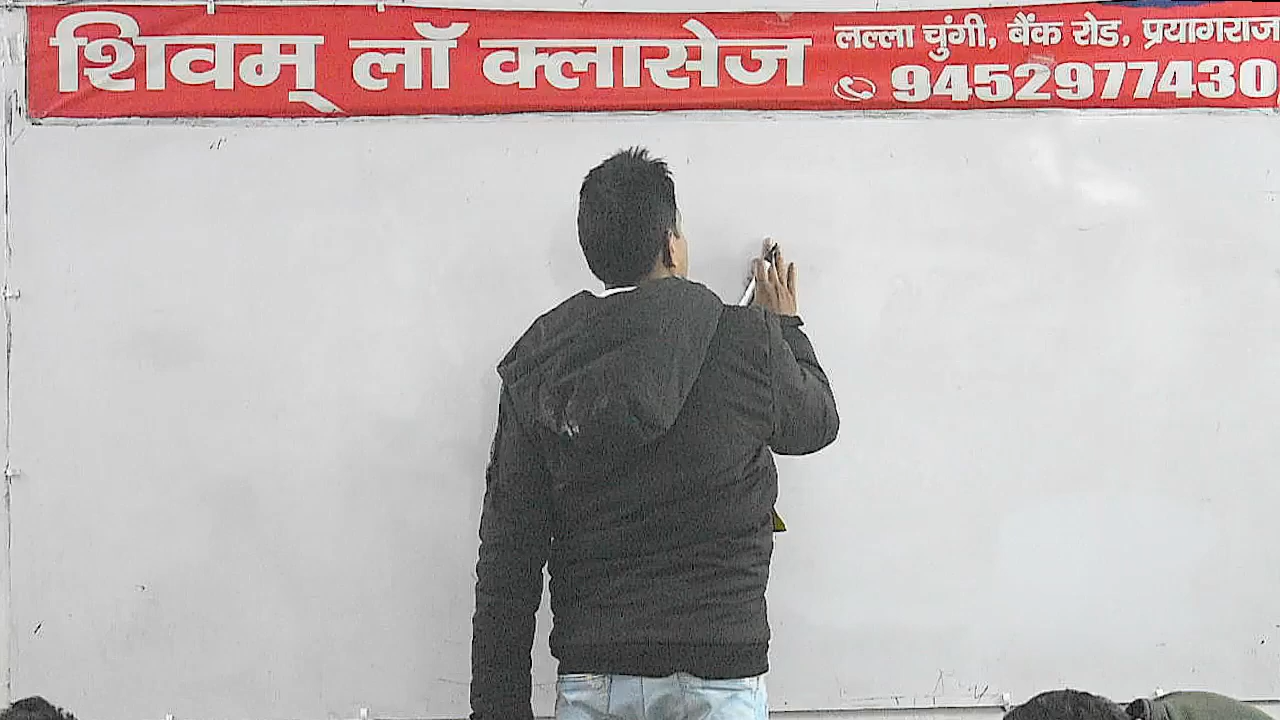 शिवम् लॉ क्लासेज
लल्ला चुंगी, बैंक रोड, प्रयागराज
9452977430